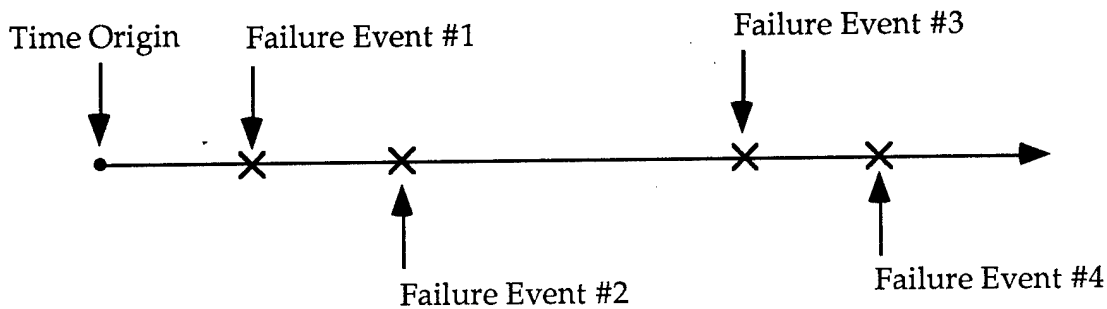 Time Origin
Failure Event #1
Failure Event #3
Failure Event #2
Failure Event #4